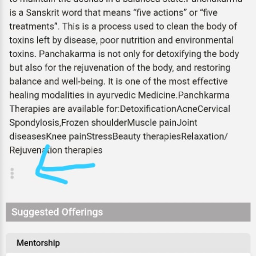 is a Sanskrit word that means “five actions” or “five
treatments”. This is a process used to clean the body of
toxins left by disease, poor nutrition and environmental
toxins. Panchakarma is not only for detoxifying the body
but also for the rejuvenation of the body, and restoring
balance and well-being. It is one of the most effective
healing modalities in ayurvedic Medicine.Panchkarma
Therapies are available for:DetoxificationAcneCervical
Spondylosis,Frozen shoulderMuscle painJoint
diseasesKnee painStressBeauty therapiesRelaxation/
Rejuvenation therapies
Suggested Offerings
Mentorship